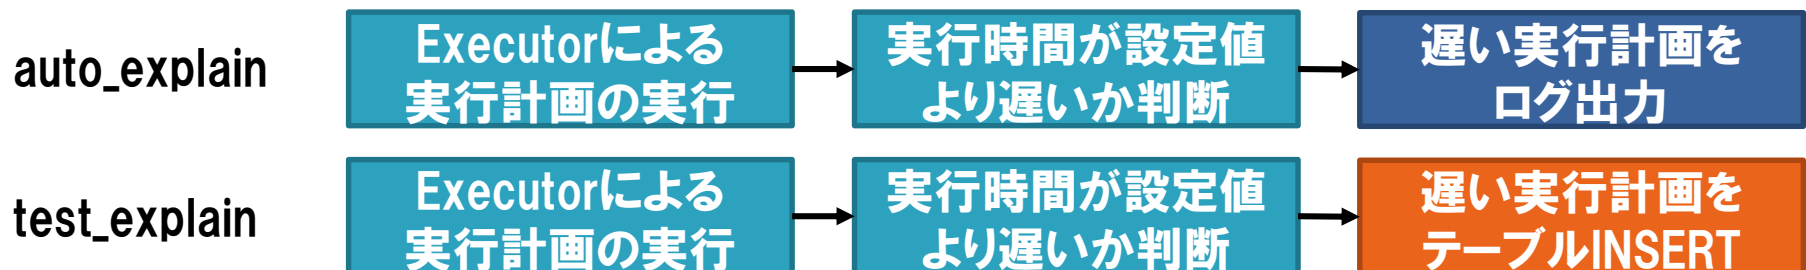 auto_explain
Executorによる
実行計画の実行
実行時間が設定値
より遅いか判断
遅い実行計画を
ログ出力
test_explain
Executorによる
実行計画の実行
実行時間が設定値
より遅いか判断
遅い実行計画を
テーブルINSERT